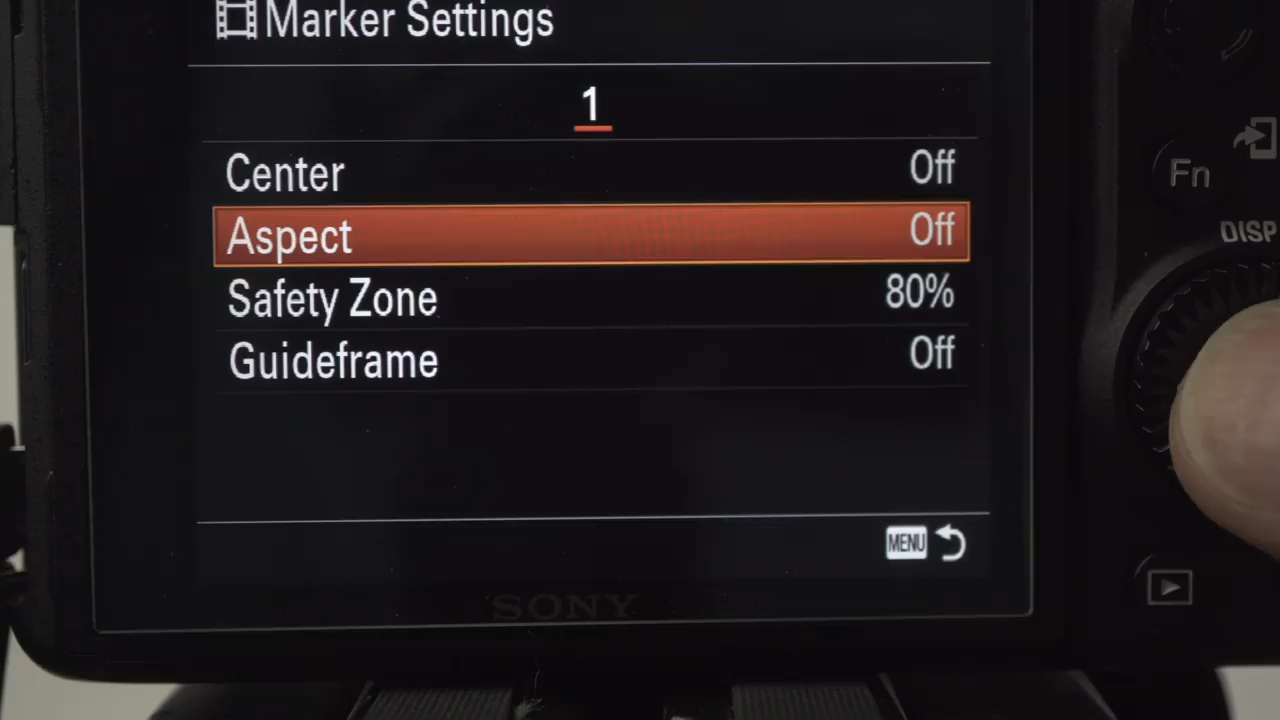 Marker Settings
1
Center Off
Aspect Off
Safety Zone 80%
Guideframe Off
MENU
SONY
Fn
DISP